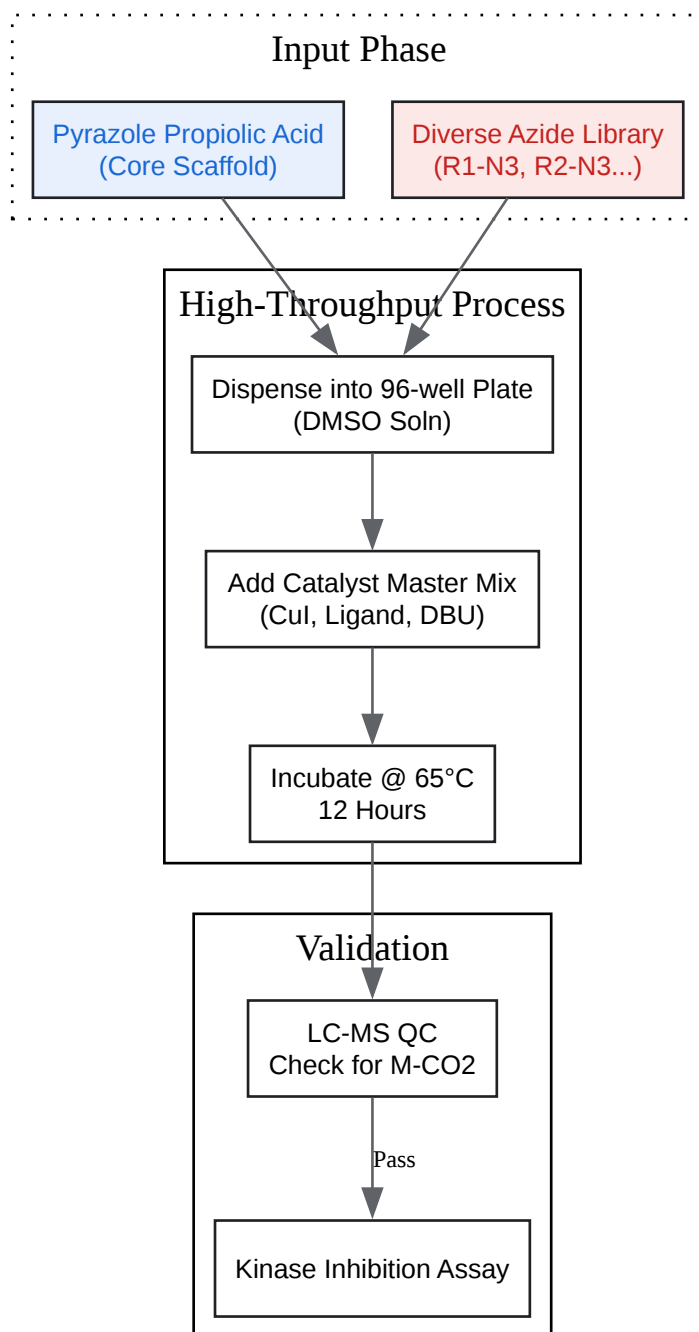 Input Phase
Pyrazole Propiolic Acid
(Core Scaffold)
Diverse Azide Library
(R1-N3, R2-N3...)
High-Throughput Process
Dispense into 96-well Plate
(DMSO Soln)
Add Catalyst Master Mix
(CuI, Ligand, DBU)
Incubate @ 65°C
12 Hours
Validation
LC-MS QC
Check for M-CO2
Pass
Kinase Inhibition Assay